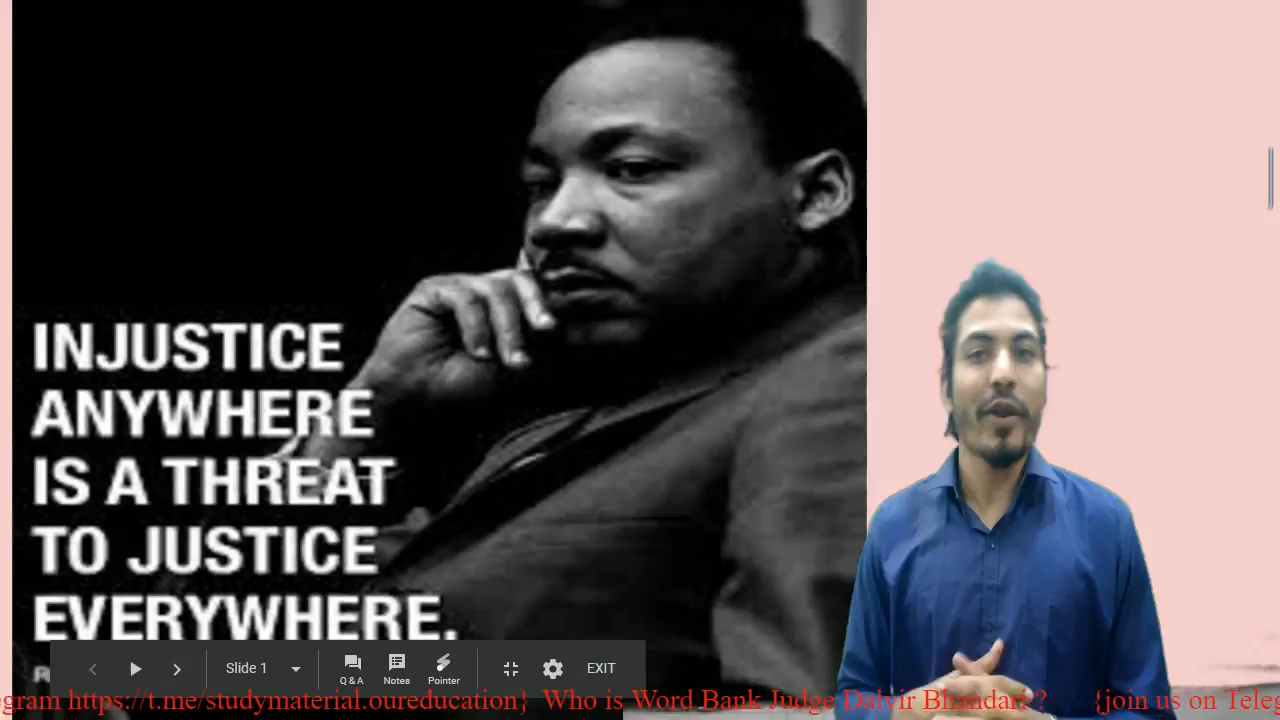 INJUSTICE
ANYWHERE
IS A THREAT
TO JUSTICE
EVERYWHERE.
Slide 1
Q & A
Notes
Pointer
EXIT
egram https://t.me/studymaterial.oureducation} Who is Word Bank Judge Dalvir Bhandari ? {join us on Teleg